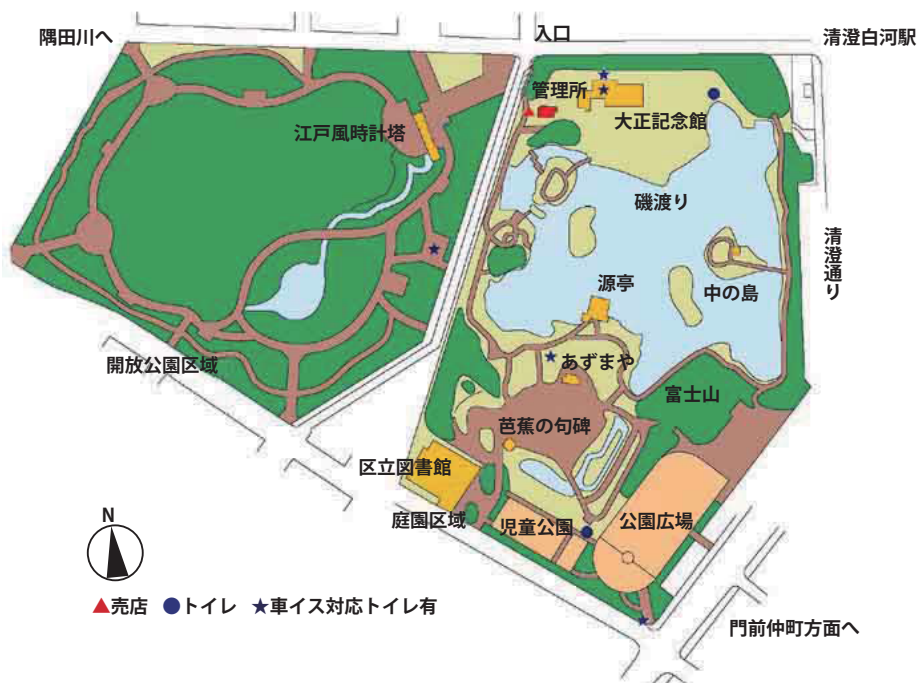 隅田川へ
入口
清澄白河駅
管理所
大正記念館
江戸風時計塔
磯渡り
清澄通り
源亭
中の島
あずまや
開放公園区域
富士山
芭蕉の句碑
区立図書館
庭園区域
児童公園
公園広場
N
▲売店 ●トイレ ★車イス対応トイレ有
門前仲町方面へ